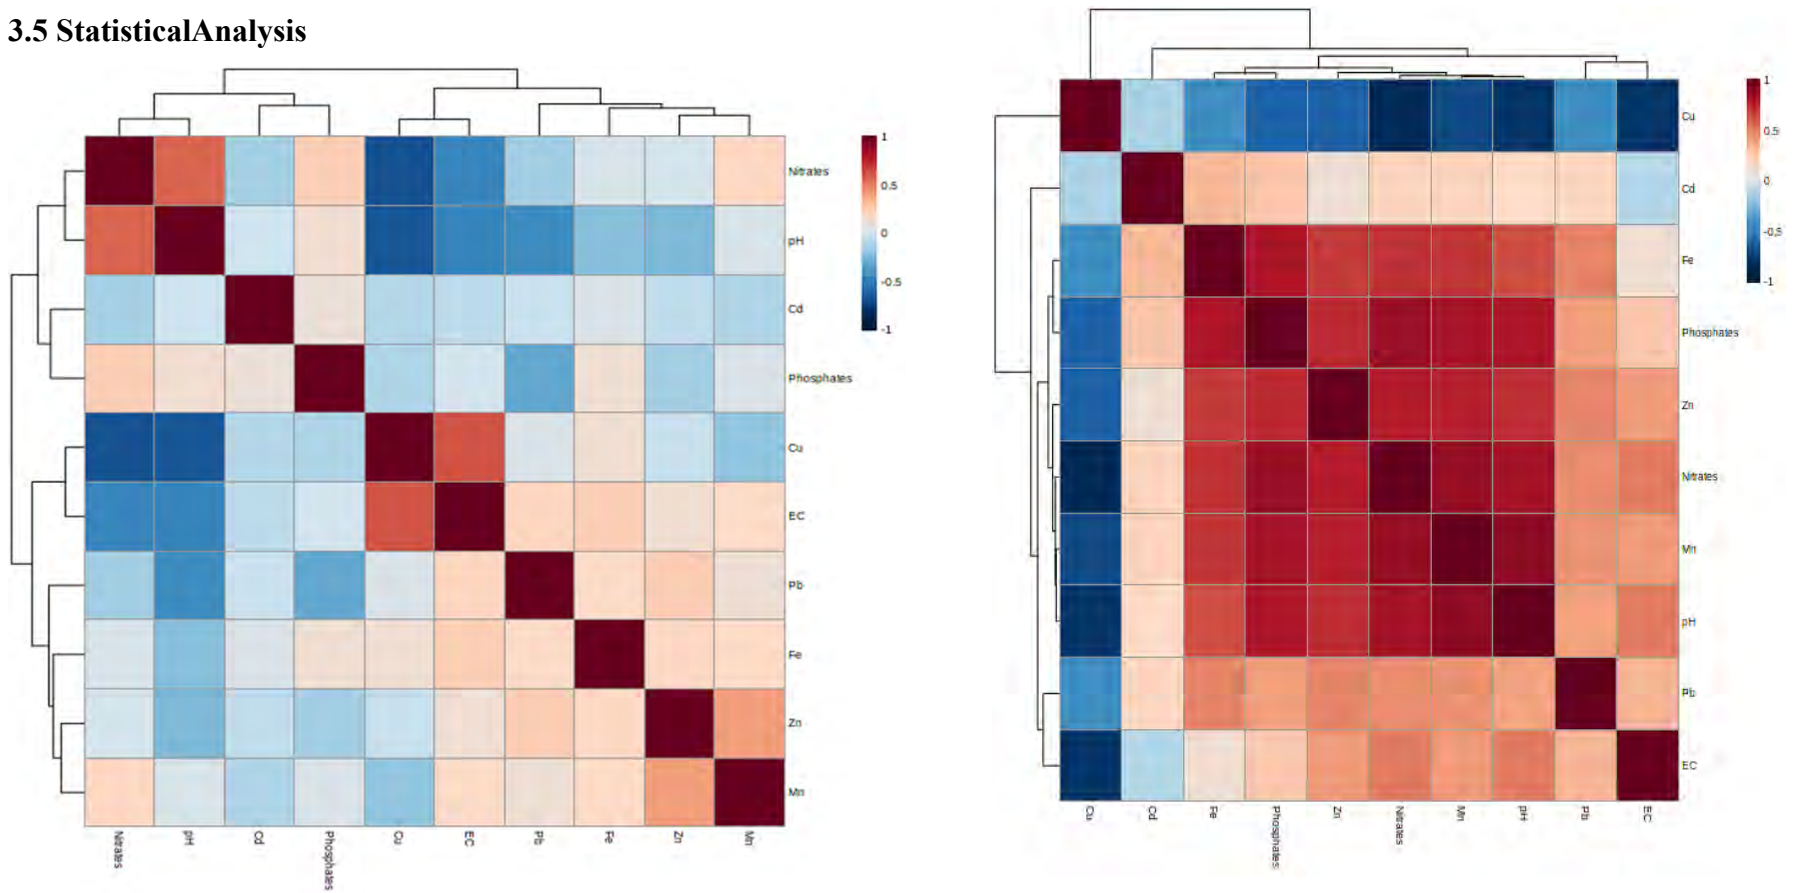 3.5 StatisticalAnalysis
1
0.5
0
-0.5
-1
Nitrates
pH
Cd
Phosphates
Cu
EC
Pb
Fe
Zn
Mn
Nitrates
pH
Cd
Phosphates
Cu
EC
Pb
Fe
Zn
Mn
1
0.5
0
-0.5
-1
Cu
Cd
Fe
Phosphates
Zn
Nitrates
Mn
pH
Pb
EC
Cu
Cd
Fe
Phosphates
Zn
Nitrates
Mn
pH
Pb
EC